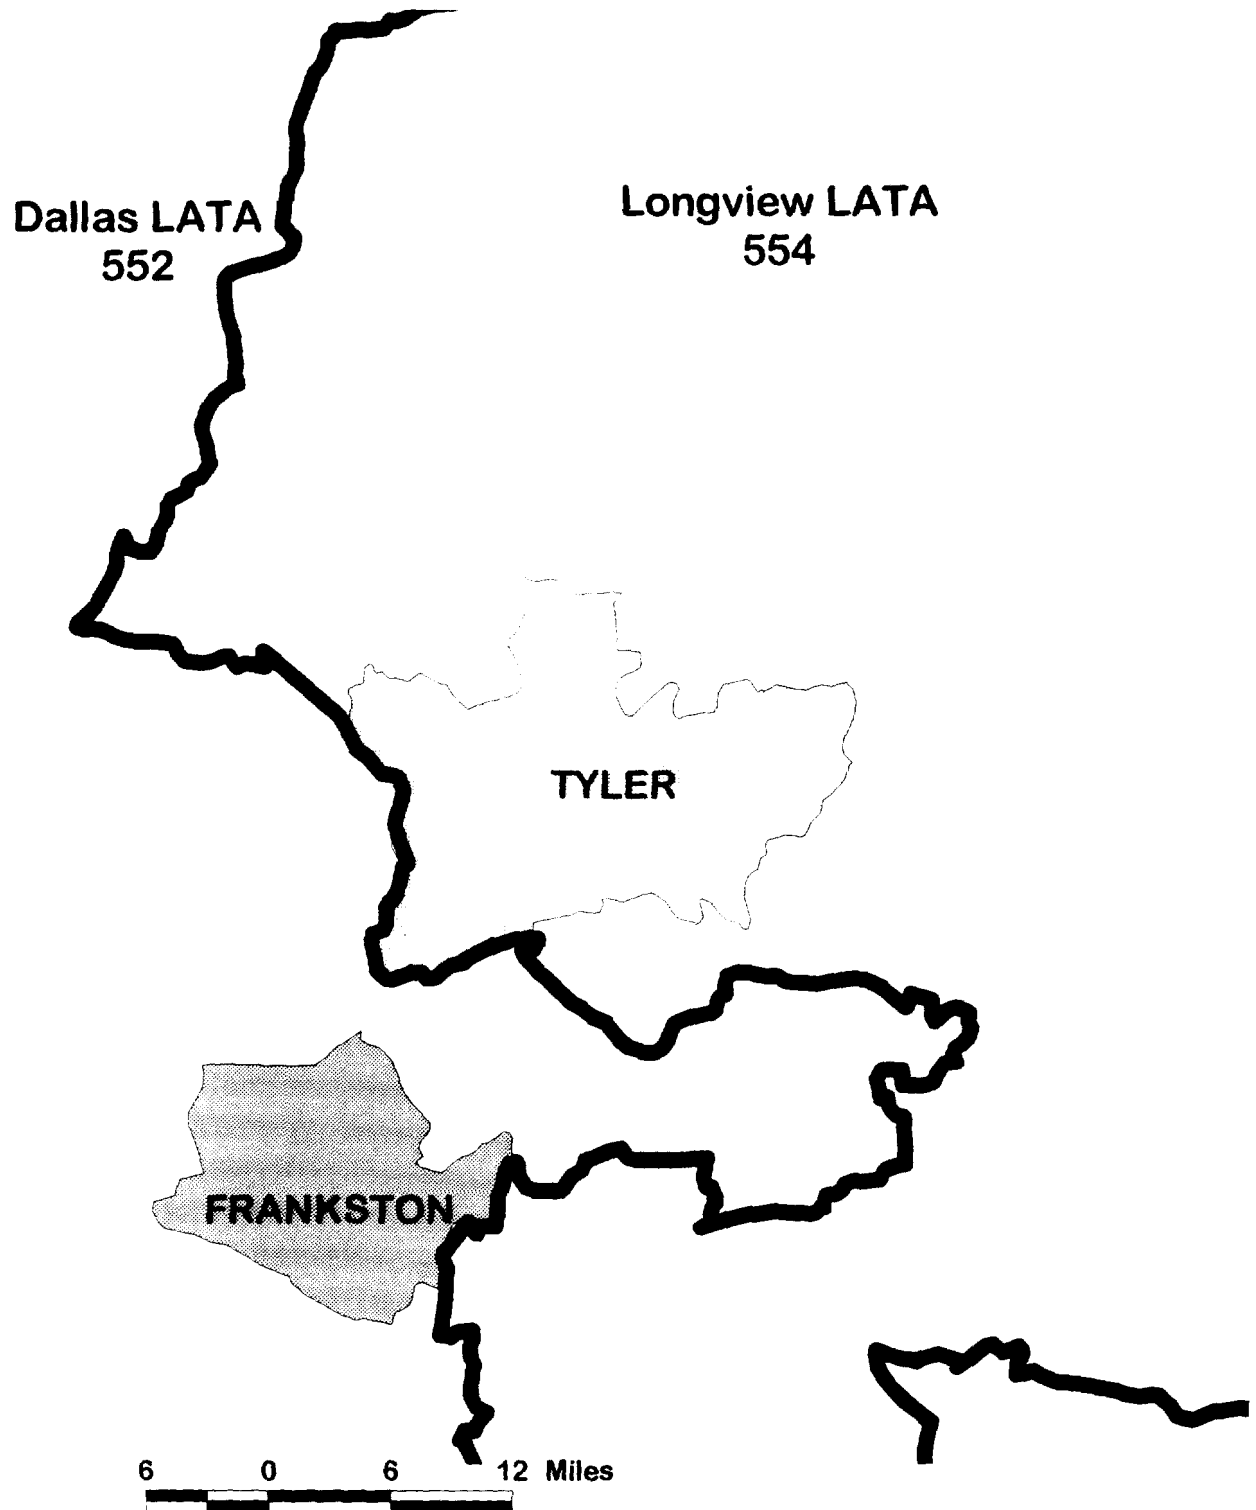 Dallas LATA
552
Longview LATA
554
TYLER
FRANKSTON
6 0 6 12 Miles